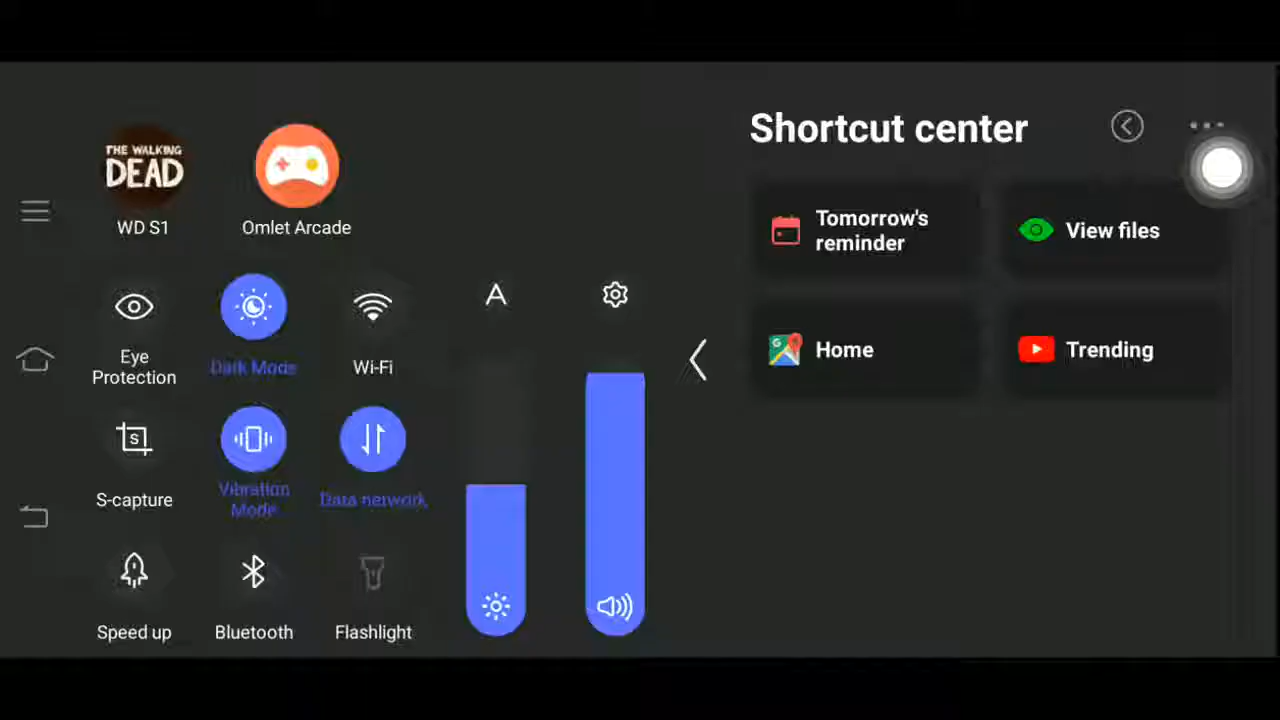 Shortcut center
THE WALKING
DEAD
WD S1
Omlet Arcade
Tomorrow's
reminder
View files
Eye
Protection
Dark Mode
Wi-Fi
A
Home
Trending
S
S-capture
Vibration
Mode
Data network
Speed up
Bluetooth
Flashlight